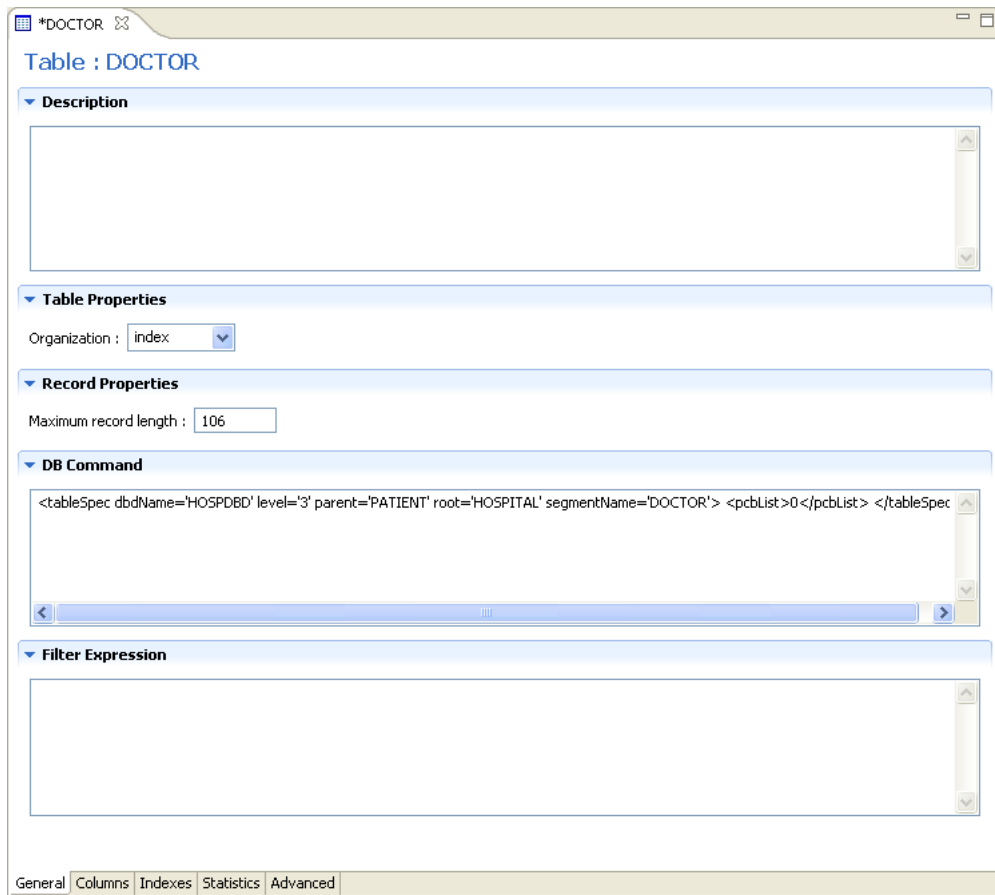 *DOCTOR
Table : DOCTOR
Description
Table Properties
Organization : index
Record Properties
Maximum record length : 106
DB Command
<tableSpec dbdName='HOSPDBD' level='3' parent='PATIENT' root='HOSPITAL' segmentName='DOCTOR'> <pcbList>0</pcbList> </tableSpec
Filter Expression
General Columns Indexes Statistics Advanced